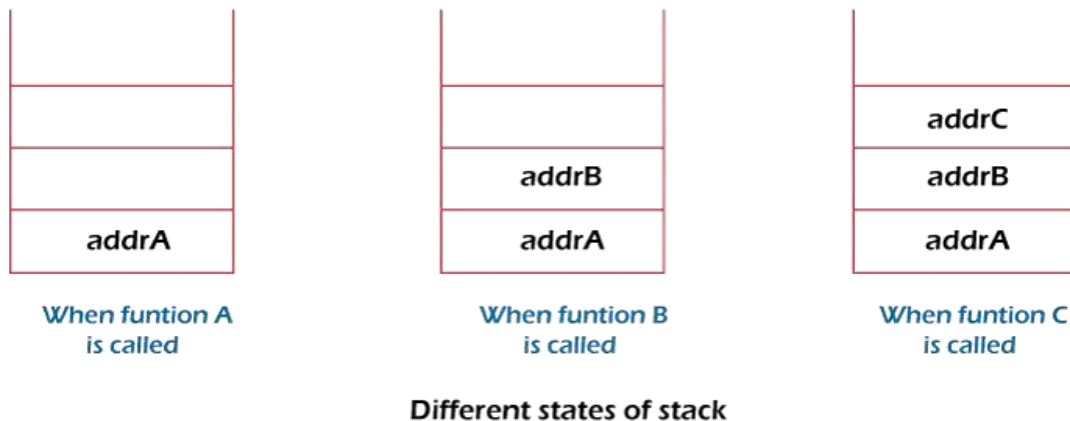 addrA
When funtion A
is called
addrB
addrA
When funtion B
is called
addrC
addrB
addrA
When funtion C
is called
Different states of stack